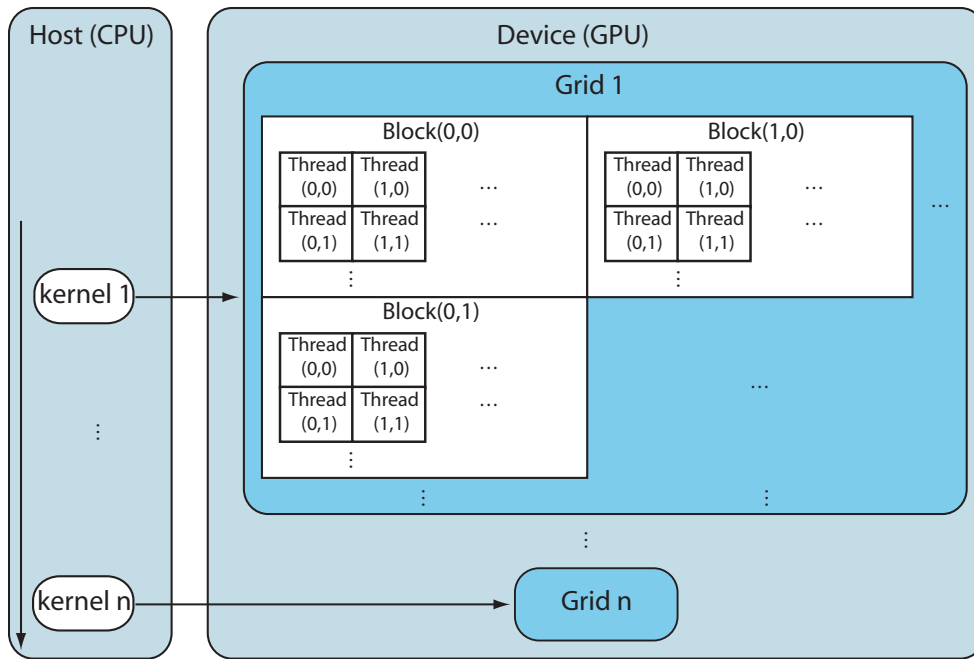 Host (CPU)
Device (GPU)
Grid 1
Block(0,0)
Block(1,0)
Thread Thread
(0,0) (1,0)
...
Thread Thread
(0,1) (1,1)
...
...
Thread Thread
(0,0) (1,0)
...
Thread Thread
(0,1) (1,1)
...
...
...
kernel 1
Block(0,1)
Thread Thread
(0,0) (1,0)
...
Thread Thread
(0,1) (1,1)
...
...
...
...
...
...
...
kernel n
Grid n